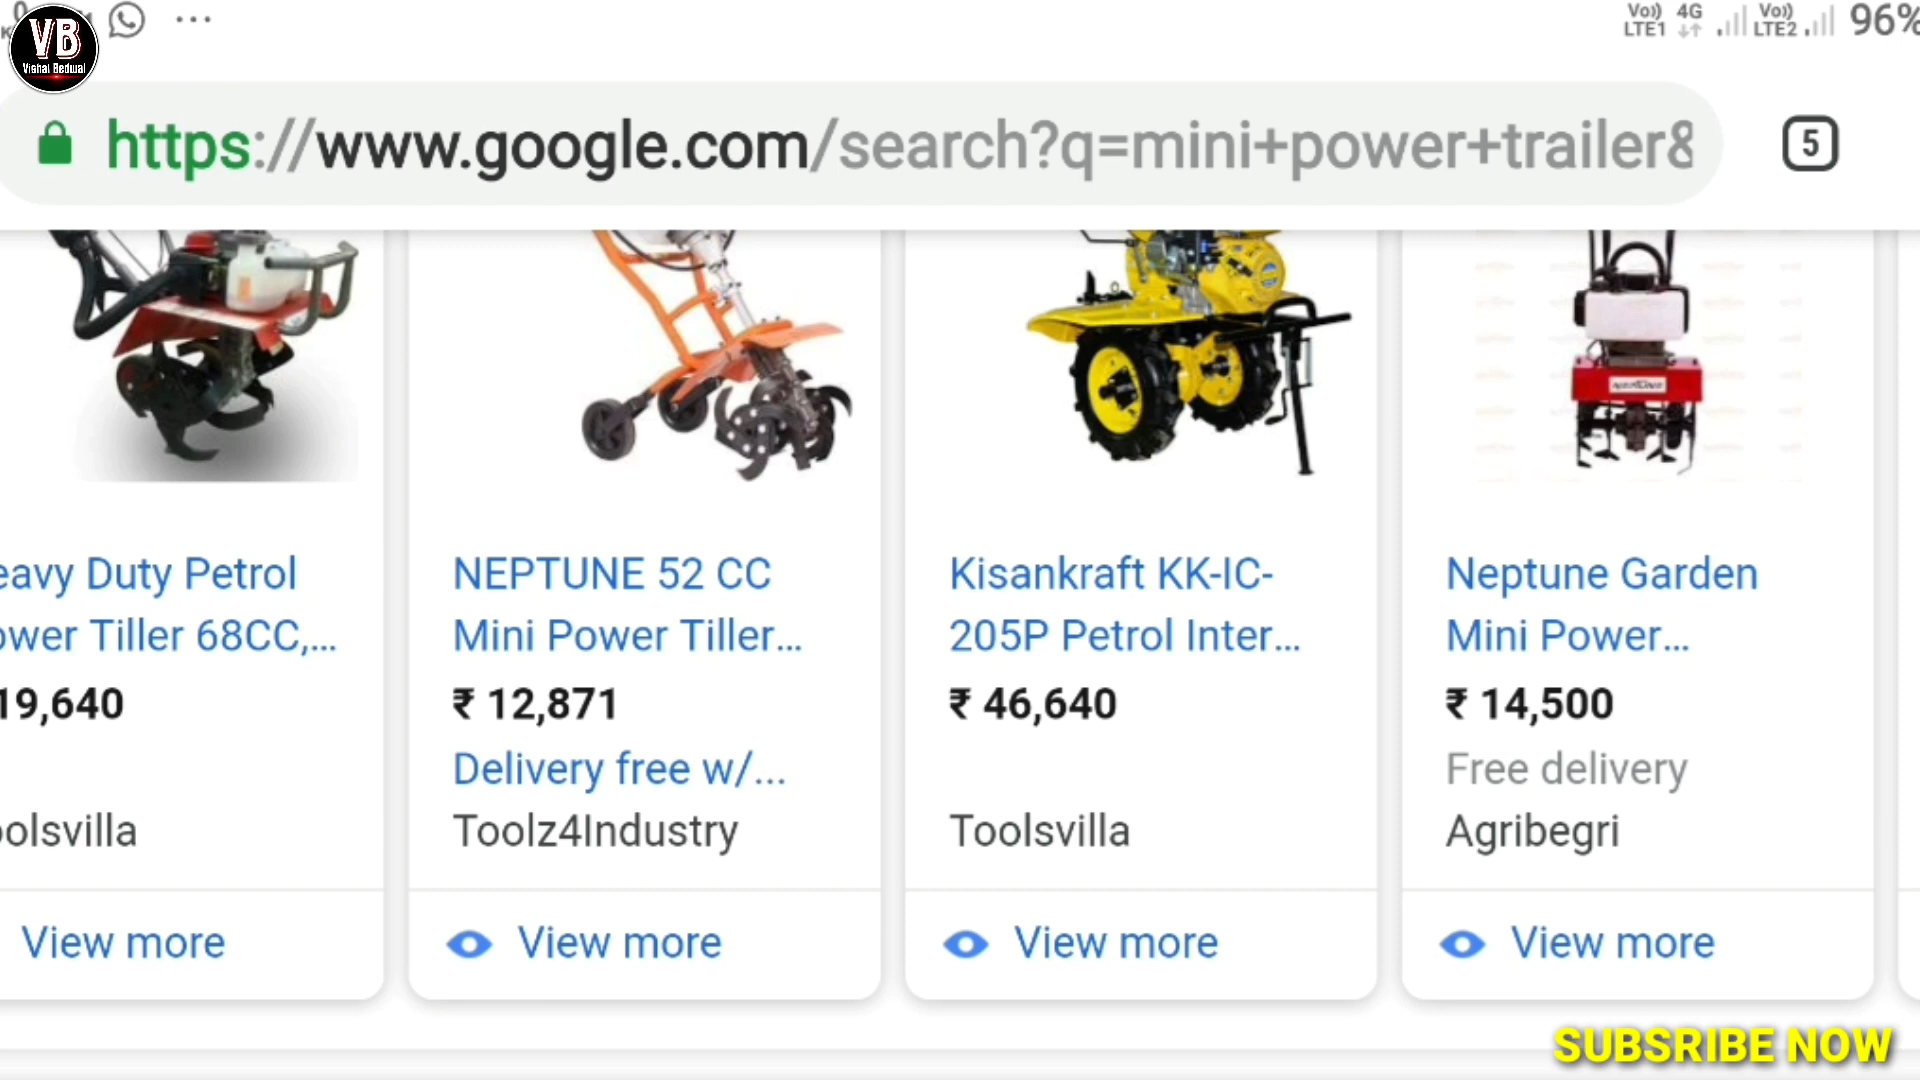 VB
Vishal Bedwal
Vo)) LTE1 4G Vo)) LTE2 96%
https://www.google.com/search?q=mini+power+trailer&
5
NEPTUNE
eavy Duty Petrol
ower Tiller 68CC,...
19,640
oolsvilla
View more
NEPTUNE 52 CC
Mini Power Tiller...
₹ 12,871
Delivery free w/...
Toolz4Industry
View more
Kisankraft KK-IC-
205P Petrol Inter...
₹ 46,640
Toolsvilla
View more
Neptune Garden
Mini Power...
₹ 14,500
Free delivery
Agribegri
View more
SUBSRIBE NOW